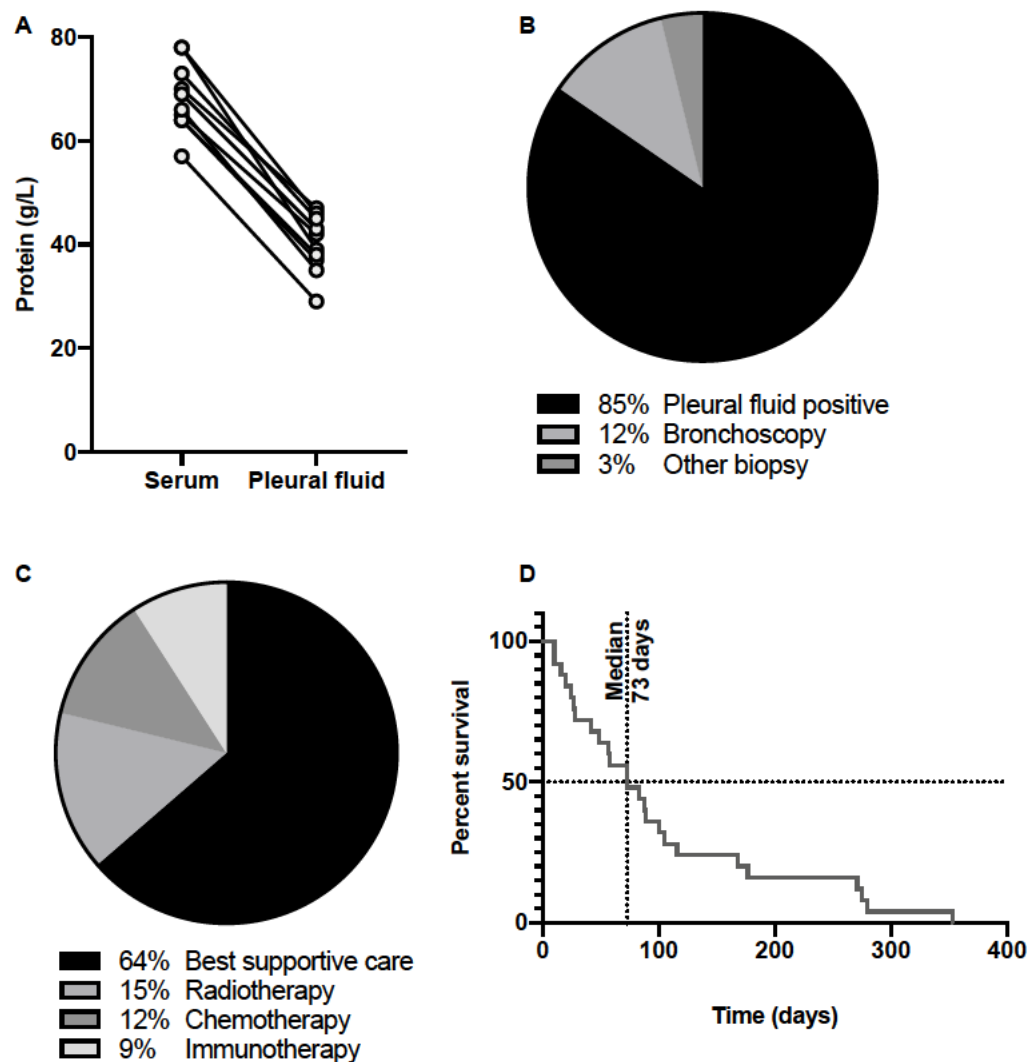 A
Protein (g/L)
80
60
40
20
0
Serum Pleural fluid
B
85% Pleural fluid positive
12% Bronchoscopy
3% Other biopsy
C
64% Best supportive care
15% Radiotherapy
12% Chemotherapy
9% Immunotherapy
D
Percent survival
100
50
0
Median
73 days
0 100 200 300 400
Time (days)